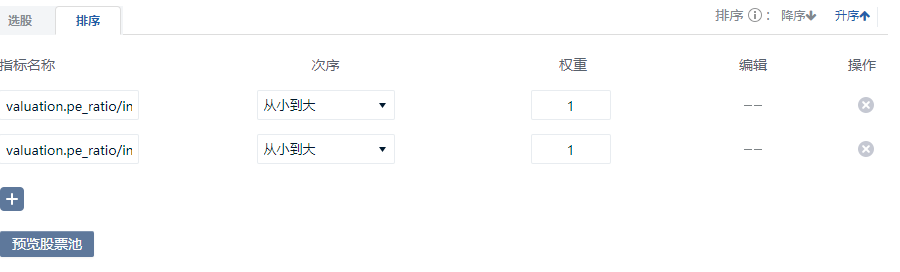 选股 排序 排序 ⓘ： 降序 升序
指标名称 次序 权重 编辑 操作
valuation.pe_ratio/in 从小到大 1 ––
valuation.pe_ratio/in 从小到大 1 ––
+
预览股票池